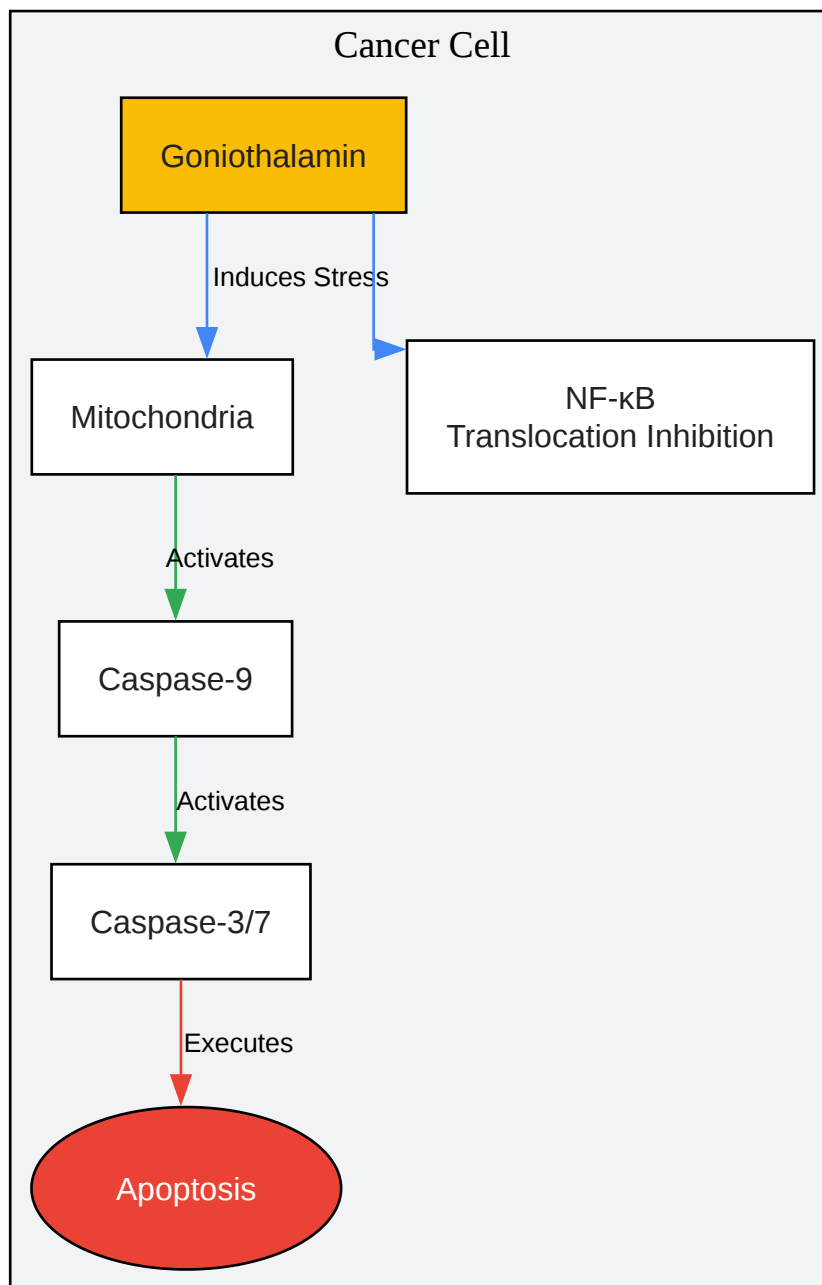 Cancer Cell
Goniothalamin
Induces Stress
Mitochondria
NF-κB
Translocation Inhibition
Activates
Caspase-9
Activates
Caspase-3/7
Executes
Apoptosis